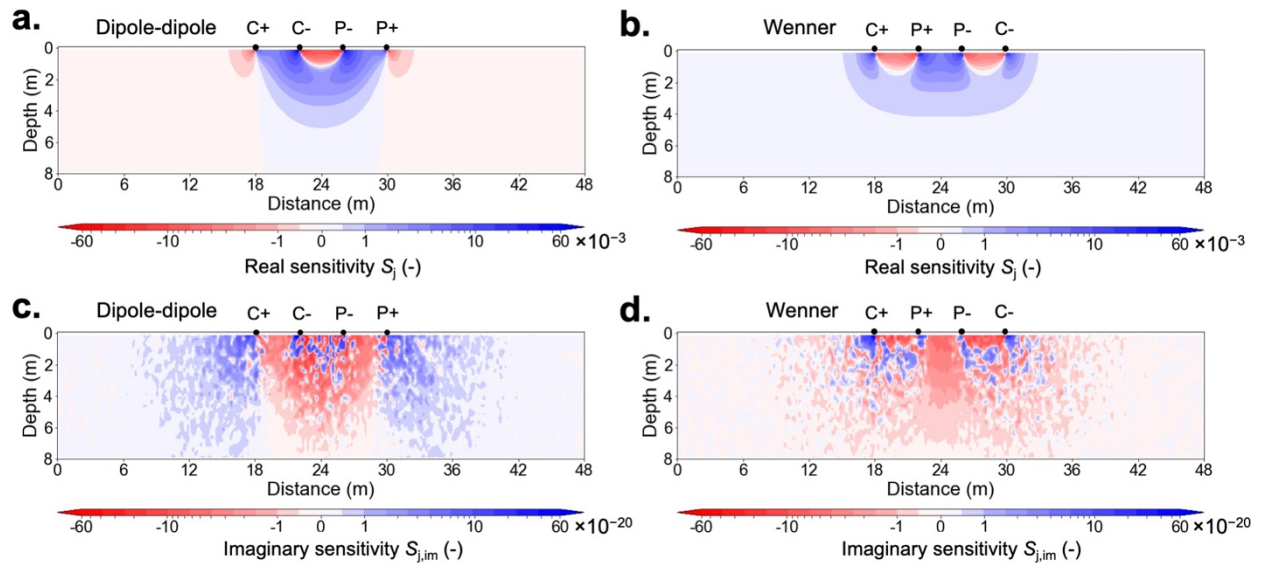 a.
Dipole-dipole C+ C- P- P+
0
2
4
6
8
Depth (m)
0 6 12 18 24 30 36 42 48
Distance (m)
-60 -10 -1 0 1 10 60 ×10⁻³
Real sensitivity Sj (-)
b.
Wenner C+ P+ P- C-
0
2
4
6
8
Depth (m)
0 6 12 18 24 30 36 42 48
Distance (m)
-60 -10 -1 0 1 10 60 ×10⁻³
Real sensitivity Sj (-)
c.
Dipole-dipole C+ C- P- P+
0
2
4
6
8
Depth (m)
0 6 12 18 24 30 36 42 48
Distance (m)
-60 -10 -1 0 1 10 60 ×10⁻²⁰
Imaginary sensitivity Sj,im (-)
d.
Wenner C+ P+ P- C-
0
2
4
6
8
Depth (m)
0 6 12 18 24 30 36 42 48
Distance (m)
-60 -10 -1 0 1 10 60 ×10⁻²⁰
Imaginary sensitivity Sj,im (-)